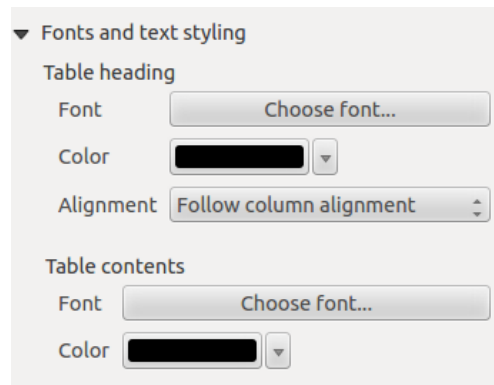 Fonts and text styling
Table heading
Font Choose font...
Color
Alignment Follow column alignment
Table contents
Font Choose font...
Color